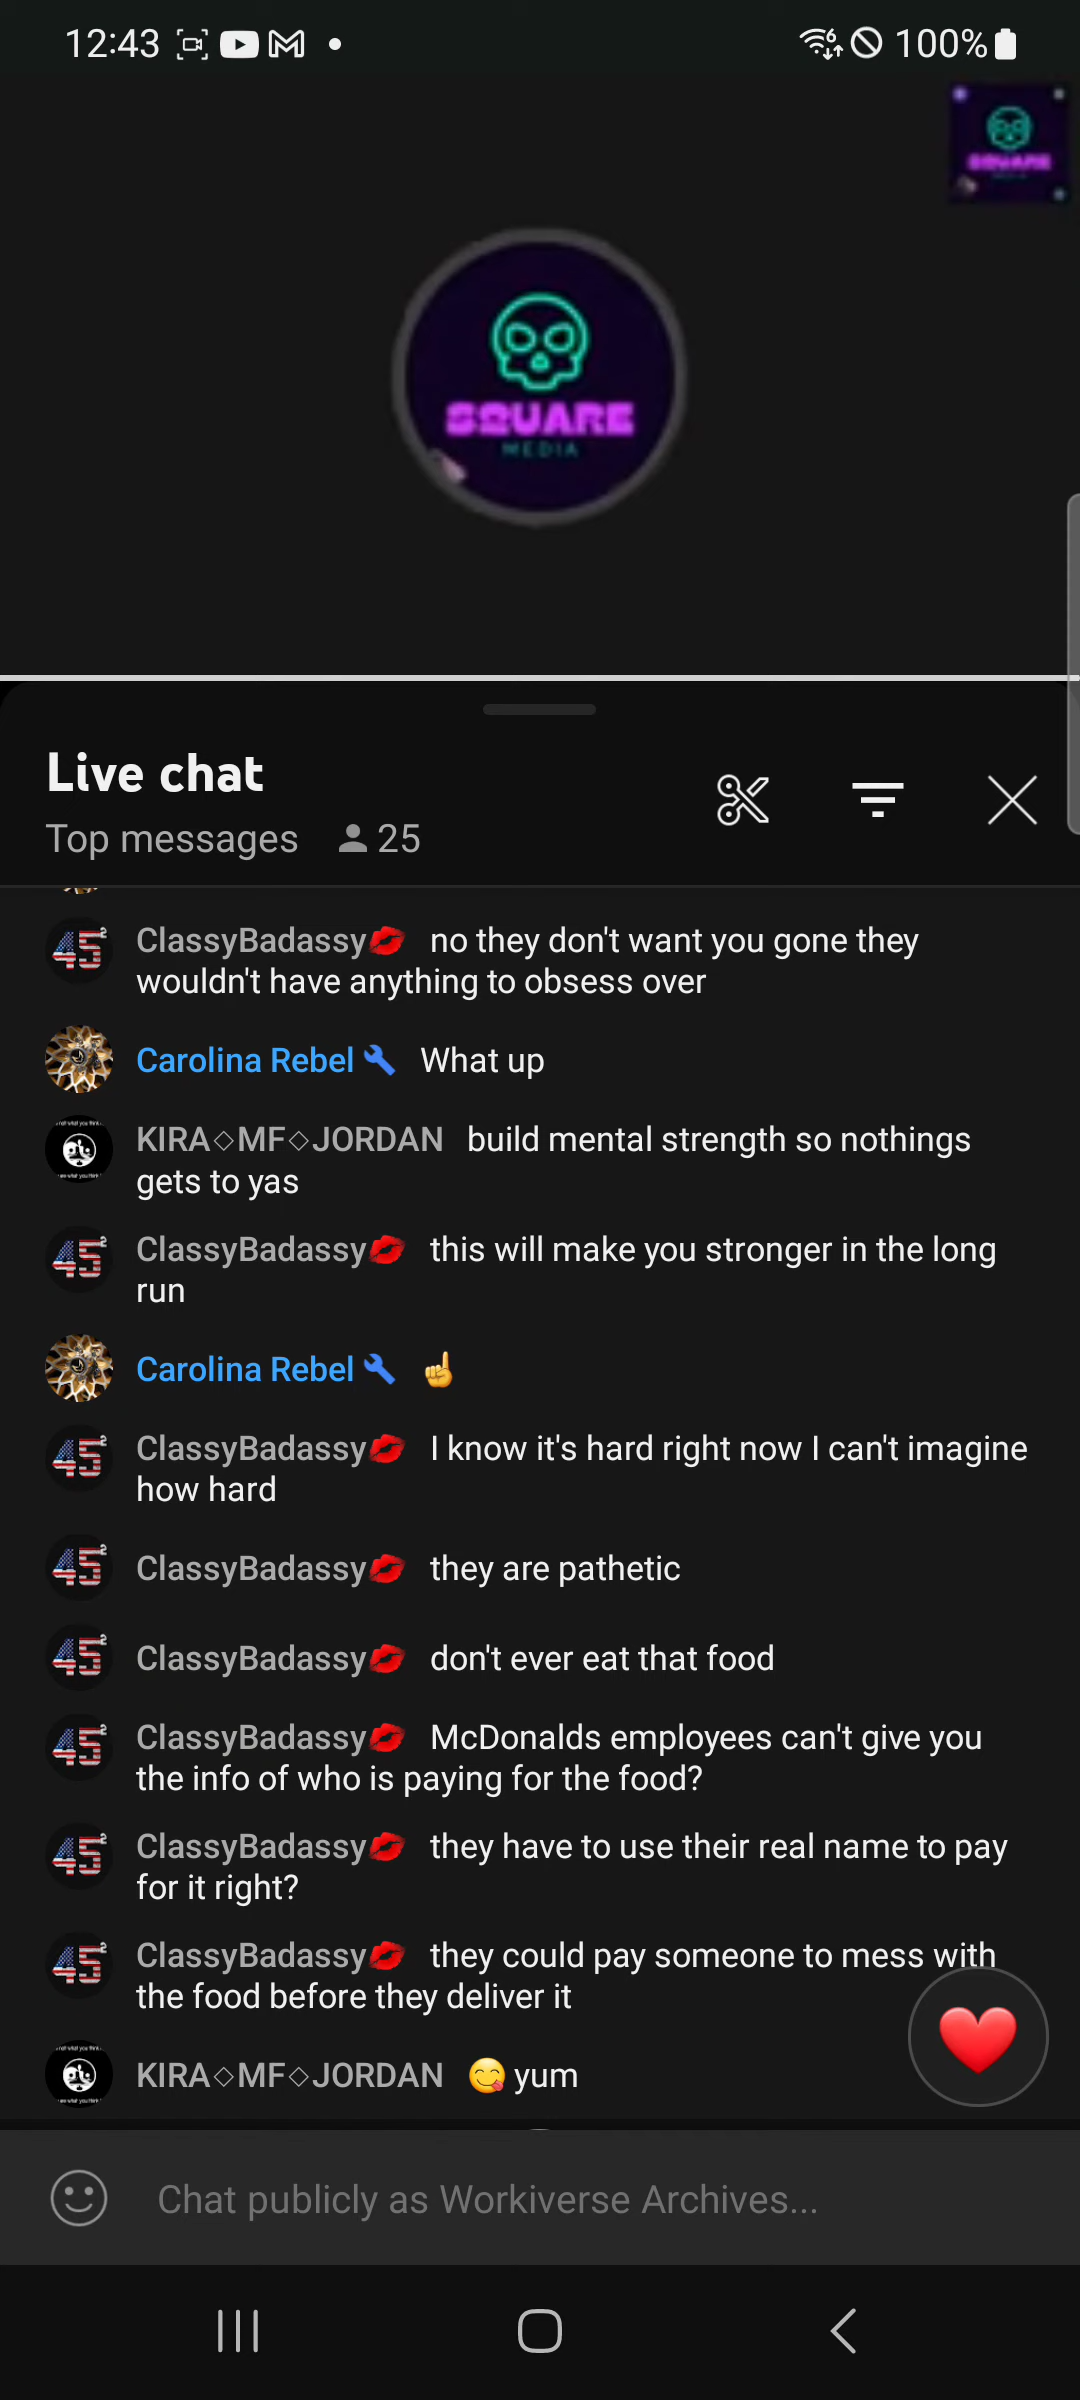 12:43
6
100%
SQUARE
SQUARE
MEDIA
Live chat
Top messages 25
ClassyBadassy💋 no they don't want you gone they
wouldn't have anything to obsess over
Carolina Rebel What up
KIRA◇MF◇JORDAN build mental strength so nothings
gets to yas
ClassyBadassy💋 this will make you stronger in the long
run
Carolina Rebel ☝️
ClassyBadassy💋 I know it's hard right now I can't imagine
how hard
ClassyBadassy💋 they are pathetic
ClassyBadassy💋 don't ever eat that food
ClassyBadassy💋 McDonalds employees can't give you
the info of who is paying for the food?
ClassyBadassy💋 they have to use their real name to pay
for it right?
ClassyBadassy💋 they could pay someone to mess with
the food before they deliver it
KIRA◇MF◇JORDAN 😋 yum
Chat publicly as Workiverse Archives...